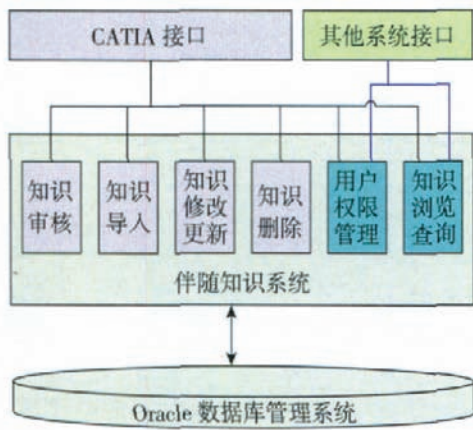 CATIA 接口
其他系统接口
知识
审核
知识
导入
知识
修改
更新
知识
删除
用户
权限
管理
知识
浏览
查询
伴随知识系统
Oracle 数据库管理系统